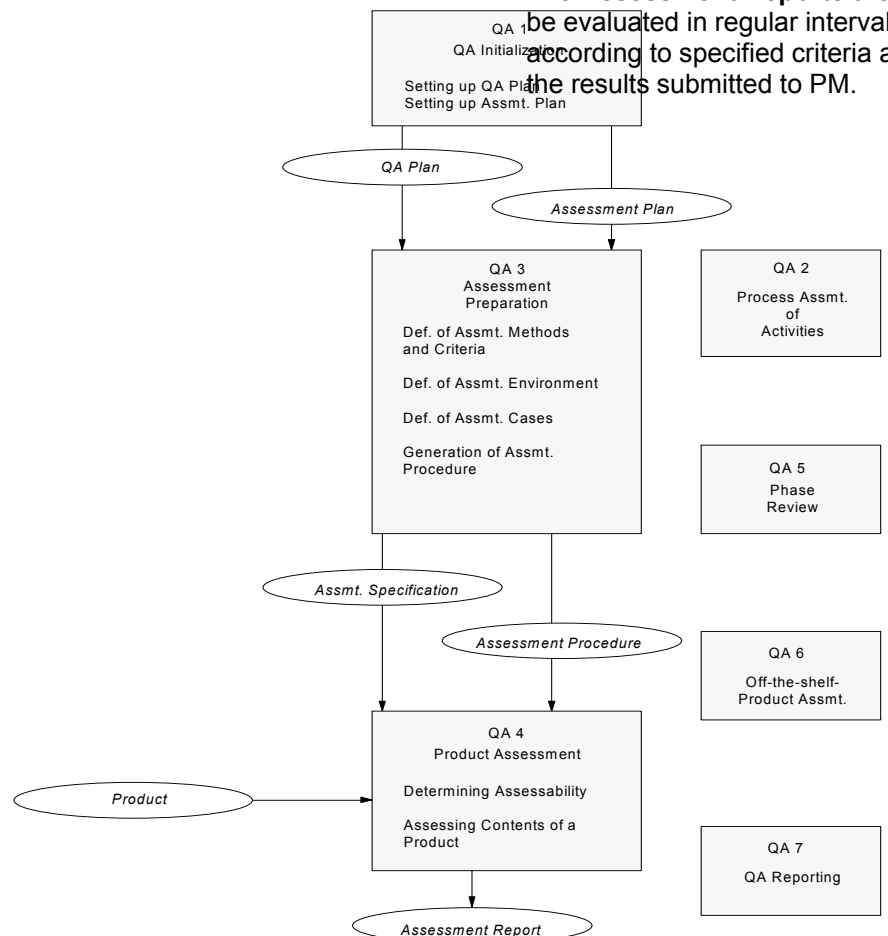 be evaluated in regular interval
according to specified criteria a
the results submitted to PM.
QA 1
QA Initialization
Setting up QA Plan
Setting up Assmt. Plan
QA Plan
Assessment Plan
QA 3
Assessment
Preparation
Def. of Assmt. Methods
and Criteria
Def. of Assmt. Environment
Def. of Assmt. Cases
Generation of Assmt.
Procedure
QA 2
Process Assmt.
of
Activities
QA 5
Phase
Review
Assmt. Specification
Assessment Procedure
QA 6
Off-the-shelf-
Product Assmt.
QA 4
Product Assessment
Determining Assessability
Assessing Contents of a
Product
Product
QA 7
QA Reporting
Assessment Report